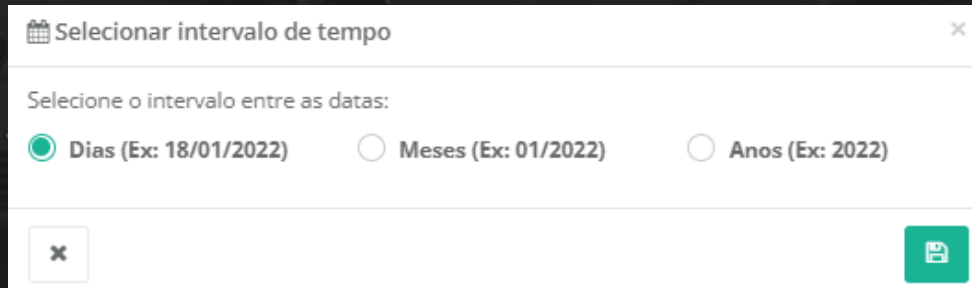 Selecionar intervalo de tempo
Selecione o intervalo entre as datas:
Dias (Ex: 18/01/2022) Meses (Ex: 01/2022) Anos (Ex: 2022)